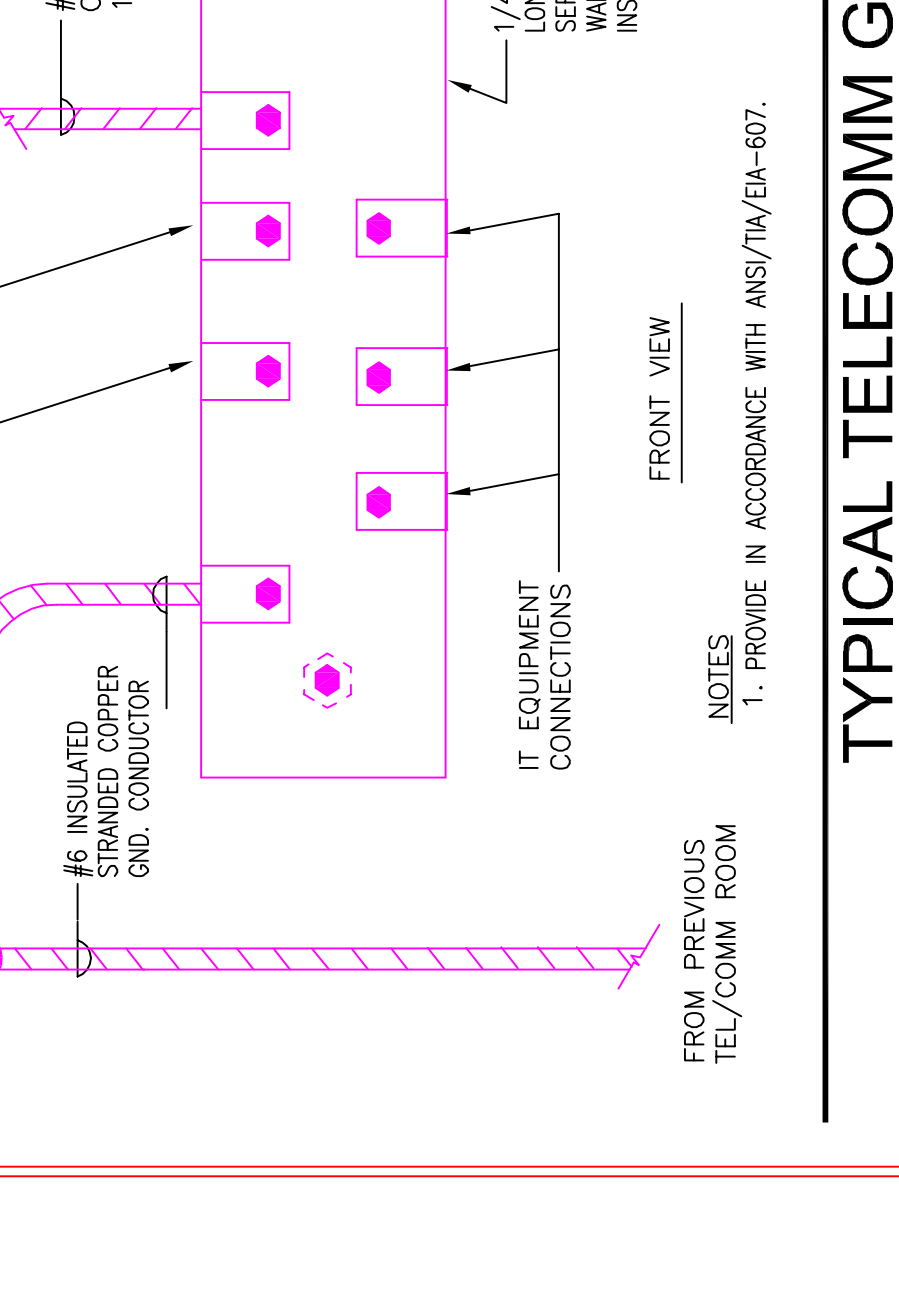 #6 INSULATED
STRANDED COPPER
GND. CONDUCTOR
IT EQUIPMENT
CONNECTIONS
FRONT VIEW
FROM PREVIOUS
TEL/COMM ROOM
NOTES
1. PROVIDE IN ACCORDANCE WITH ANSI/TIA/EIA-607.
TYPICAL TELECOMM G